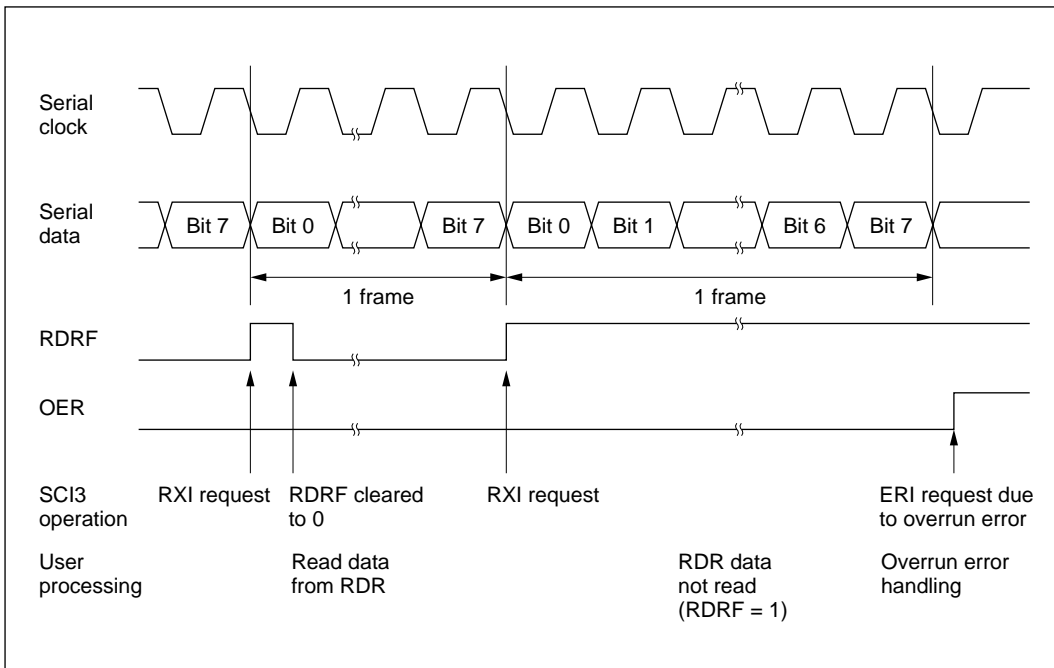 Serial
clock
Serial
data
Bit 7
Bit 0
Bit 7
Bit 0
Bit 1
Bit 6
Bit 7
1 frame
1 frame
RDRF
OER
SCI3
operation
RXI request
RDRF cleared
to 0
RXI request
ERI request due
to overrun error
User
processing
Read data
from RDR
RDR data
not read
(RDRF = 1)
Overrun error
handling